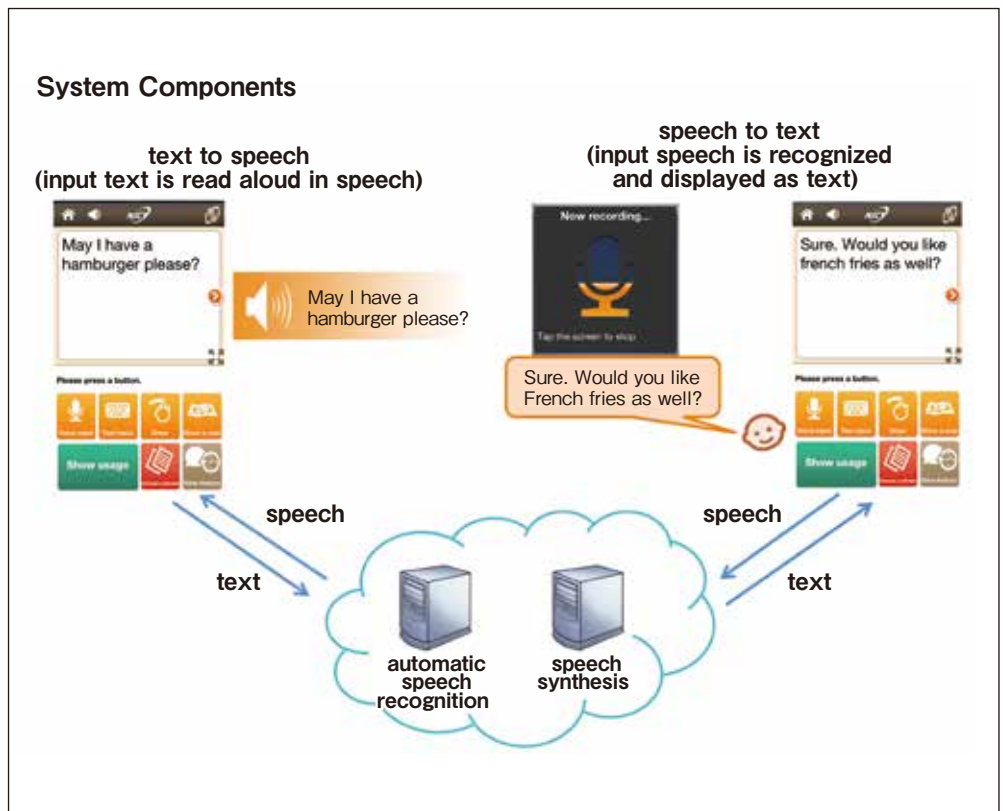 System Components
text to speech
(input text is read aloud in speech)
speech to text
(input speech is recognized
and displayed as text)
May I have a
hamburger please?
May I have a
hamburger please?
Please press a button.
Show usage
Now recording...
Tap the screen to stop
Sure. Would you like
French fries as well?
Sure. Would you like
french fries as well?
Please press a button.
Show usage
speech
text
speech
text
automatic
speech
recognition
speech
synthesis